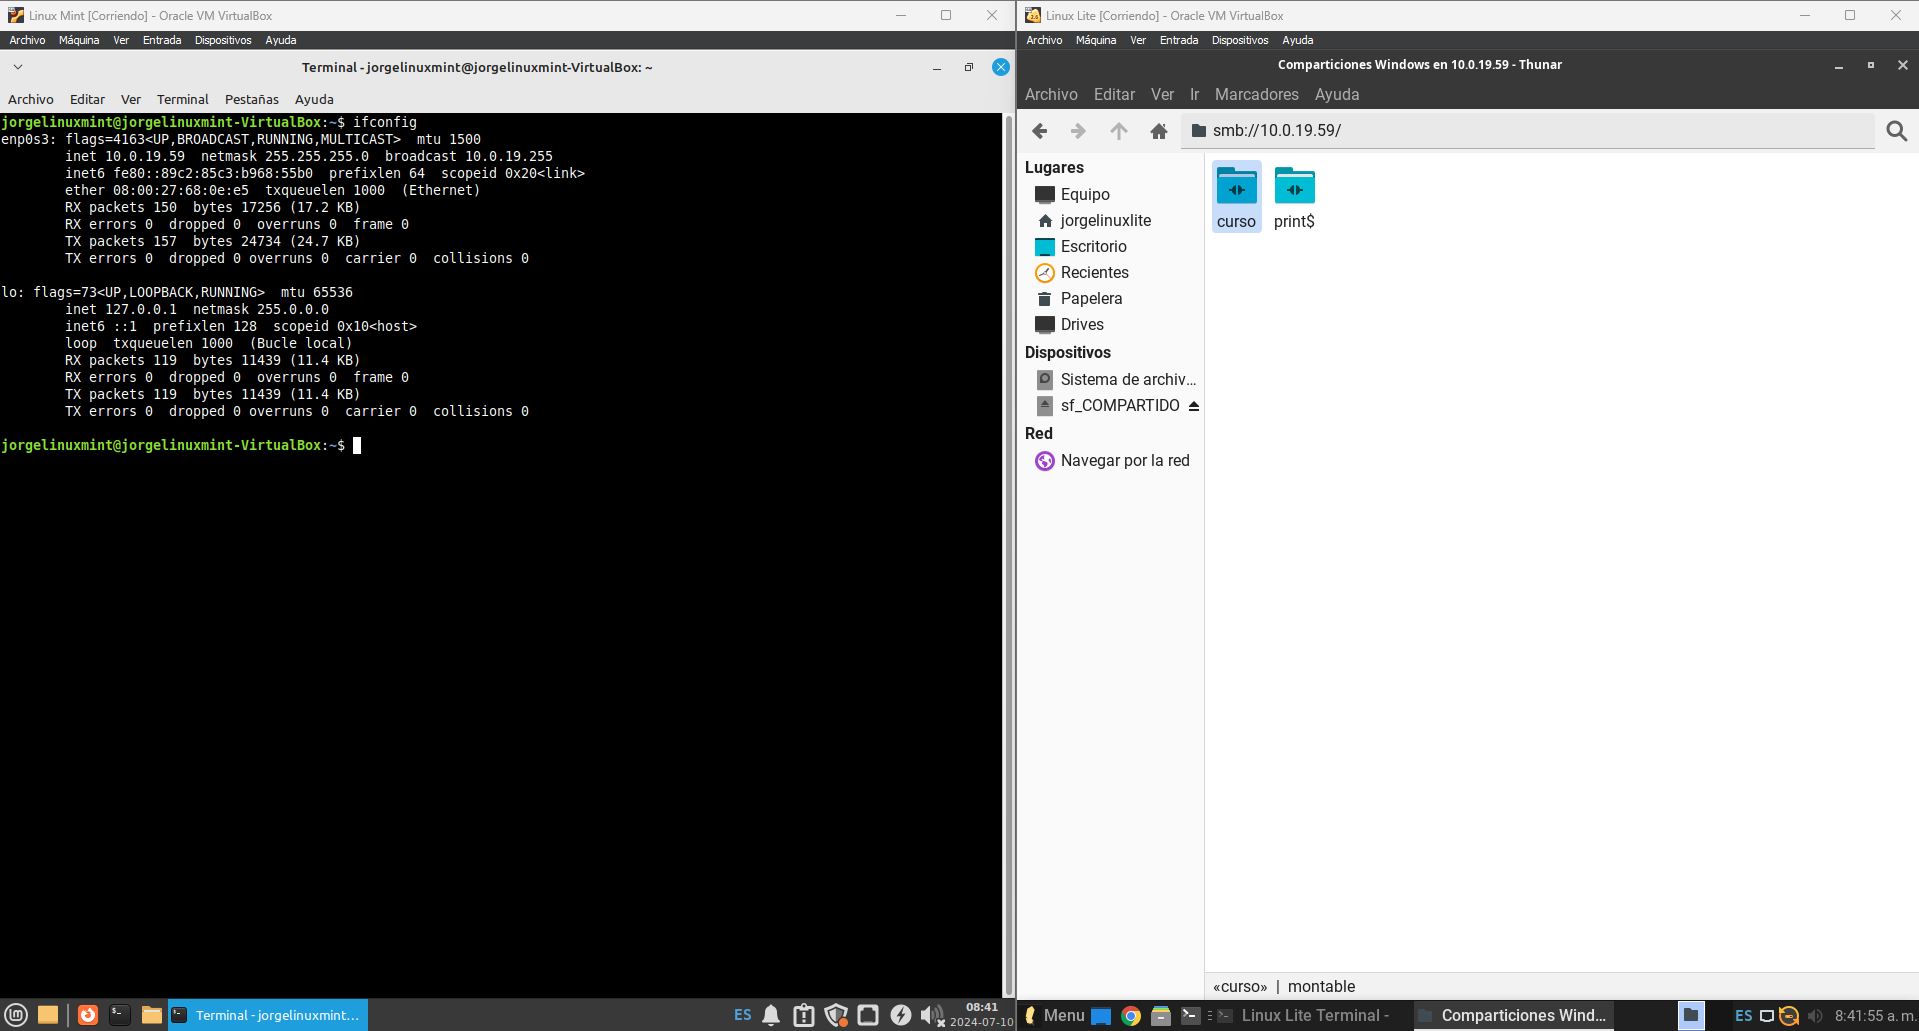 Linux Mint [Corriendo] - Oracle VM VirtualBox
Archivo Máquina Ver Entrada Dispositivos Ayuda
Terminal - jorgelinuxmint@jorgelinuxmint-VirtualBox: ~
Archivo Editar Ver Terminal Pestañas Ayuda
jorgelinuxmint@jorgelinuxmint-VirtualBox:~$ ifconfig
enp0s3: flags=4163<UP,BROADCAST,RUNNING,MULTICAST>  mtu 1500
        inet 10.0.19.59  netmask 255.255.255.0  broadcast 10.0.19.255
        inet6 fe80::89c2:85c3:b968:55b0  prefixlen 64  scopeid 0x20<link>
        ether 08:00:27:68:0e:e5  txqueuelen 1000  (Ethernet)
        RX packets 150  bytes 17256 (17.2 KB)
        RX errors 0  dropped 0  overruns 0  frame 0
        TX packets 157  bytes 24734 (24.7 KB)
        TX errors 0  dropped 0 overruns 0  carrier 0  collisions 0
lo: flags=73<UP,LOOPBACK,RUNNING>  mtu 65536
        inet 127.0.0.1  netmask 255.0.0.0
        inet6 ::1  prefixlen 128  scopeid 0x10<host>
        loop  txqueuelen 1000  (Bucle local)
        RX packets 119  bytes 11439 (11.4 KB)
        RX errors 0  dropped 0  overruns 0  frame 0
        TX packets 119  bytes 11439 (11.4 KB)
        TX errors 0  dropped 0 overruns 0  carrier 0  collisions 0
jorgelinuxmint@jorgelinuxmint-VirtualBox:~$
Terminal - jorgelinuxmint...
ES
08:41
2024-07-10
Linux Lite [Corriendo] - Oracle VM VirtualBox
Archivo Máquina Ver Entrada Dispositivos Ayuda
Comparticiones Windows en 10.0.19.59 - Thunar
Archivo Editar Ver Ir Marcadores Ayuda
smb://10.0.19.59/
Lugares
Equipo
jorgelinuxlite
Escritorio
Recientes
Papelera
Drives
Dispositivos
Sistema de archiv...
sf_COMPARTIDO
Red
Navegar por la red
curso
print$
«curso» | montable
Menu
Linux Lite Terminal -
Comparticiones Wind...
ES
8:41:55 a. m.